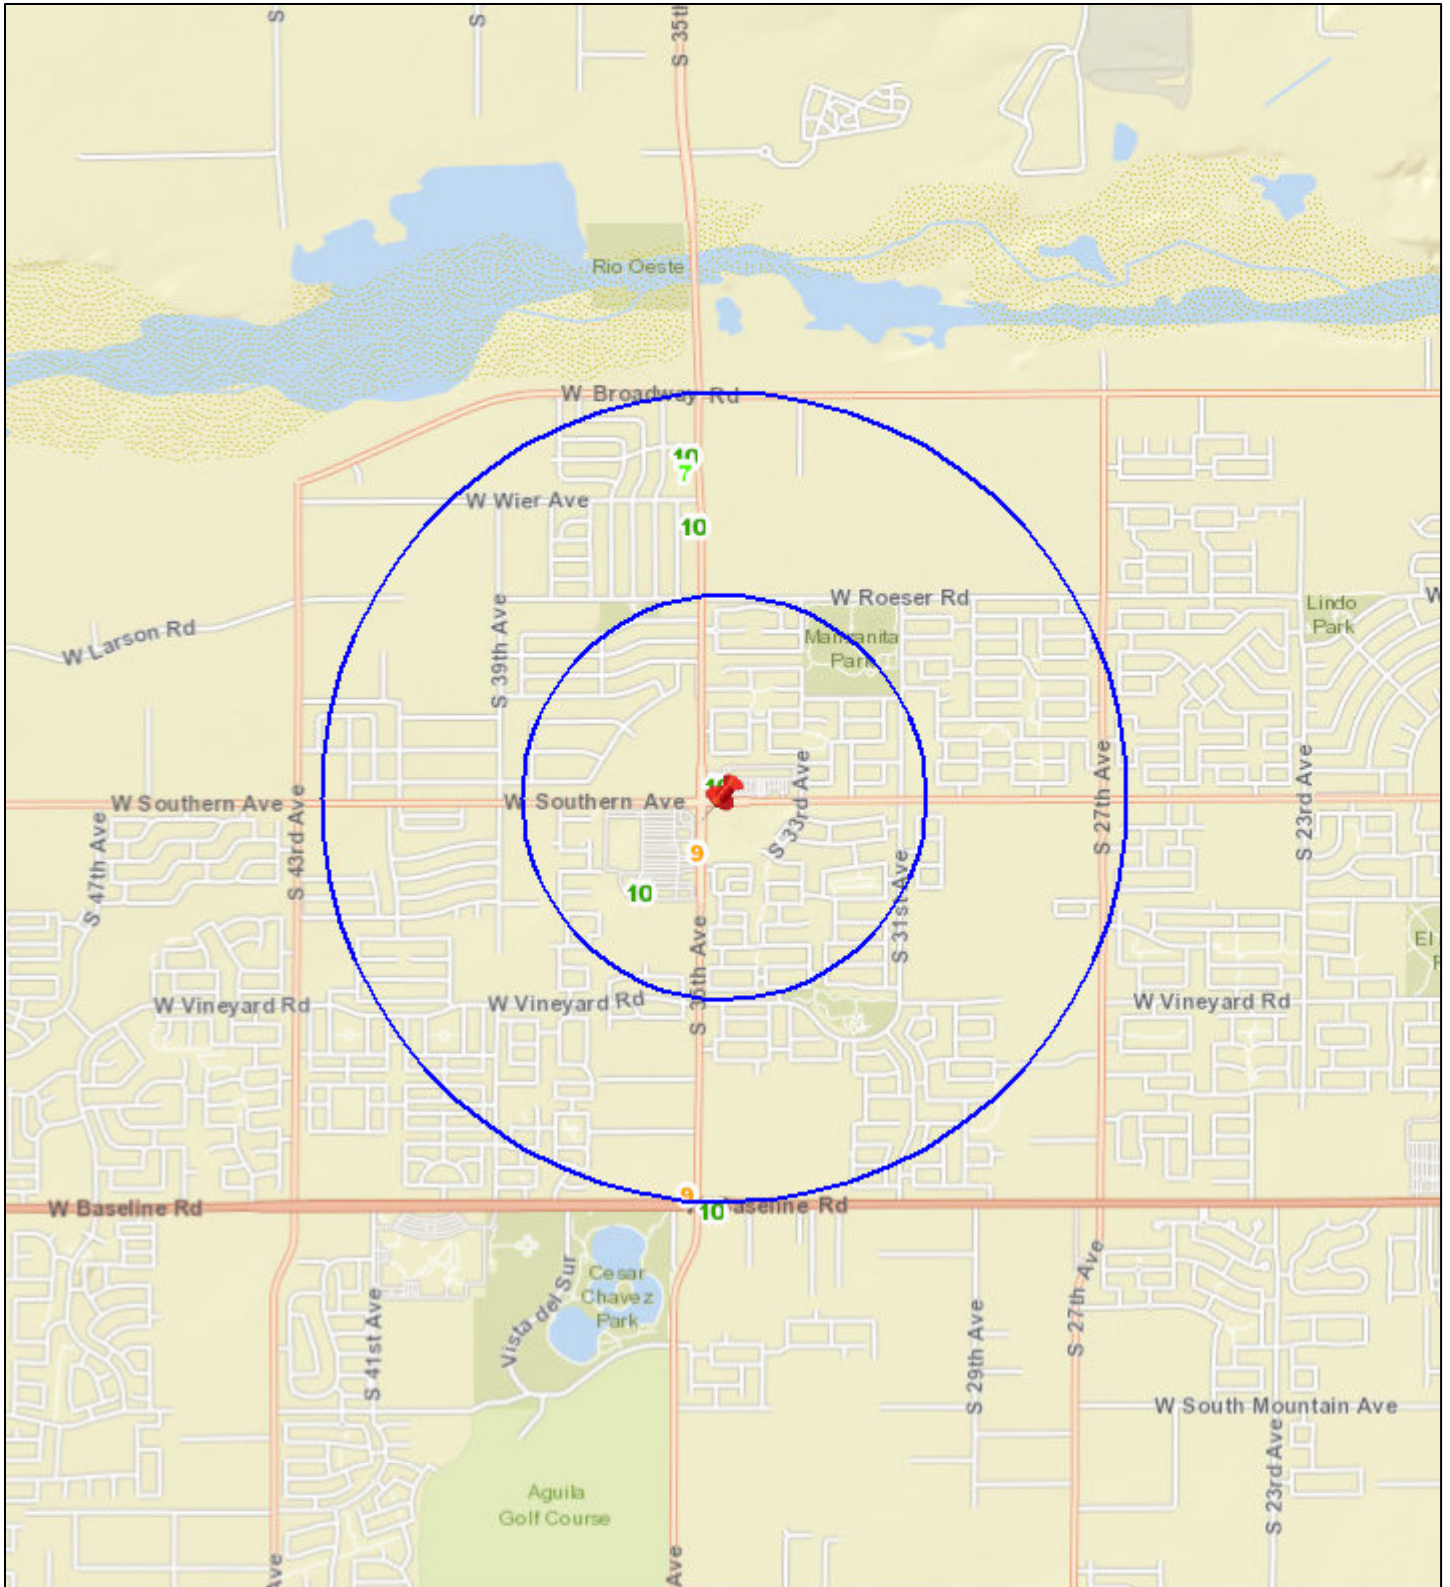 S
S
S 35th
Rio Oeste
W Broadway Rd
10
7
W Wier Ave
10
W Roeser Rd
Lindo
Park
W
Manzanita
Park
W Larson Rd
S 39th Ave
S 33rd Ave
S 27th Ave
S 23rd Ave
10
W Southern Ave
W Southern Ave
S 43rd Ave
S 47th Ave
9
10
S 31st Ave
S 35th Ave
El
P
W Vineyard Rd
W Vineyard Rd
W Vineyard Rd
9
W Baseline Rd
10
Baseline Rd
Cesar
Chavez
Park
Vista del Sur
S 41st Ave
S 29th Ave
S 27th Ave
W South Mountain Ave
S 23rd Ave
Aguila
Golf Course
Ave
Ave